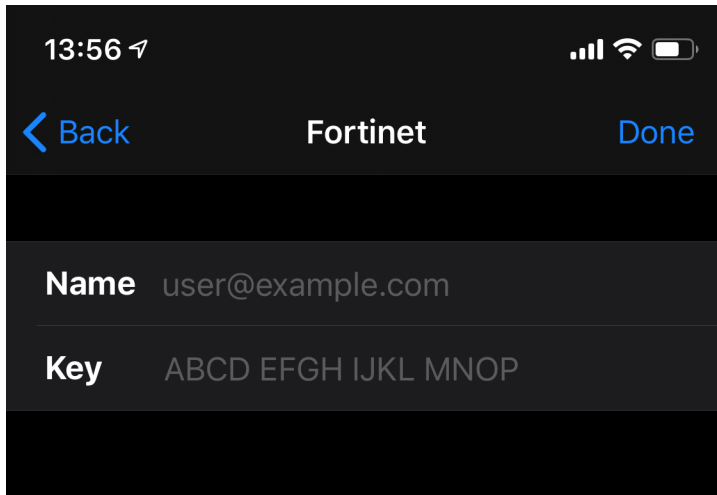 13:56
Back Fortinet Done
Name user@example.com
Key ABCD EFGH IJKL MNOP